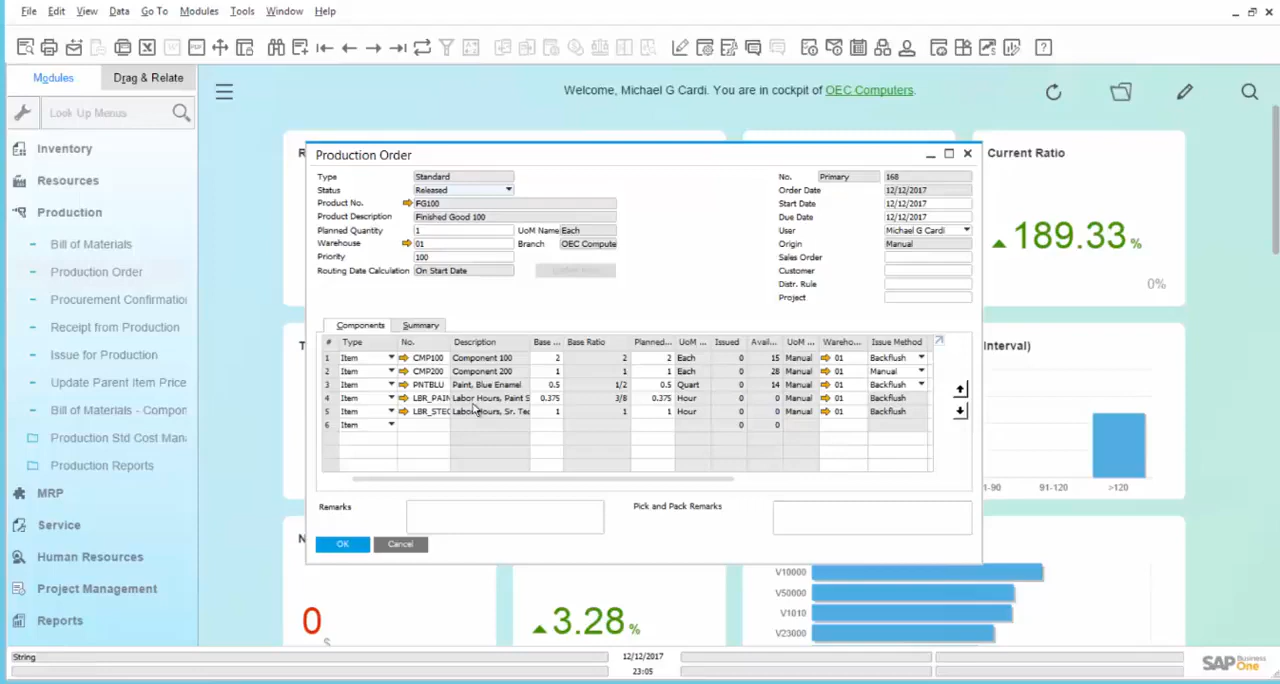 File Edit View Data Go To Modules Tools Window Help
Modules Drag & Relate
Look Up Menus
Welcome, Michael G Cardi. You are in cockpit of OEC Computers.
Inventory
Resources
Production
Bill of Materials
Production Order
Procurement Confirmation
Receipt from Production
Issue for Production
Update Parent Item Price
Bill of Materials - Compor
Production Std Cost Mana
Production Reports
MRP
Service
Human Resources
Project Management
Reports
Production Order
Type Standard No. Primary 168
Status Released Order Date 12/12/2017
Product No. FG100 Start Date 12/12/2017
Product Description Finished Good 100 Due Date 12/12/2017
Planned Quantity 1 UoM Name Each User Michael G Cardi
Warehouse 01 Branch OEC Compute Origin Manual
Priority 100 Sales Order
Routing Date Calculation On Start Date Customer
Distr. Rule
Project
Components Summary
# Type No. Description Base ... Base Ratio Planned... UoM ... Issued Avai... UoM ... Wareho... Issue Method
1 Item CMP100 Component 100 2 2 2 Each 0 15 Manual 01 Backflush
2 Item CMP200 Component 200 1 1 1 Each 0 28 Manual 01 Manual
3 Item PNTBLU Paint, Blue Enamel 0.5 1/2 0.5 Quart 0 14 Manual 01 Backflush
4 Item LBR_PAIN Labor Hours, Paint S 0.375 3/8 0.375 Hour 0 0 Manual 01 Backflush
5 Item LBR_STEC Labor Hours, Sr. Tec 1 1 1 Hour 0 0 Manual 01 Backflush
6 Item 0 0
Remarks Pick and Pack Remarks
OK Cancel
R
Current Ratio
189.33 %
0%
T
Interval)
1-90 91-120 >120
N
0
$
3.28 %
V10000
V50000
V1010
V23000
String 12/12/2017
23:05
SAP Business One